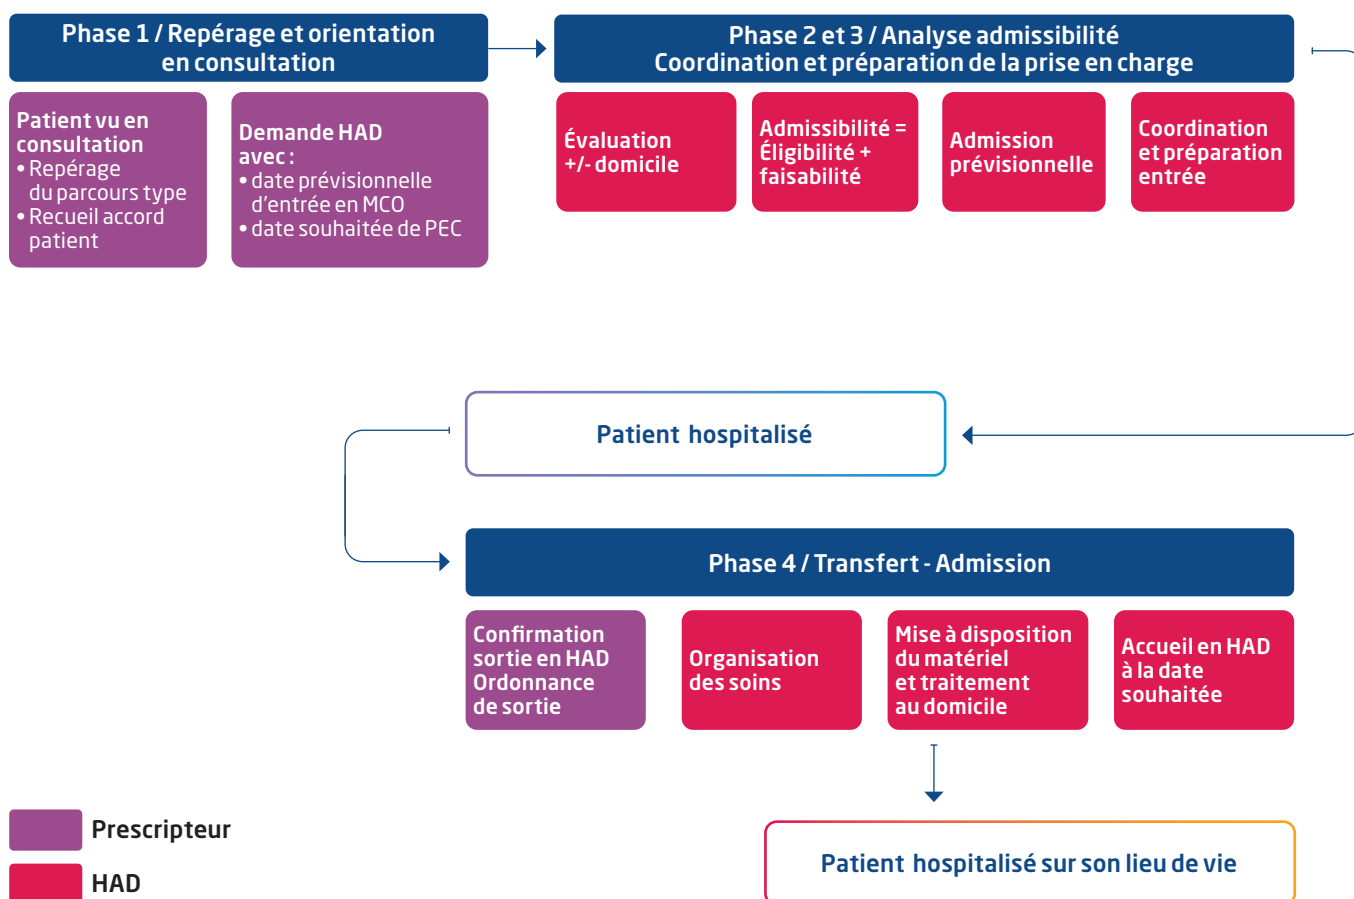 Phase 1 / Repérage et orientation
en consultation
Phase 2 et 3 / Analyse admissibilité
Coordination et préparation de la prise en charge
Patient vu en
consultation
• Repérage
du parcours type
• Recueil accord
patient
Demande HAD
avec :
• date prévisionnelle
d’entrée en MCO
• date souhaitée de PEC
Évaluation
+/- domicile
Admissibilité =
Éligibilité +
faisabilité
Admission
prévisionnelle
Coordination
et préparation
entrée
Patient hospitalisé
Phase 4 / Transfert - Admission
Confirmation
sortie en HAD
Ordonnance
de sortie
Organisation
des soins
Mise à disposition
du matériel
et traitement
au domicile
Accueil en HAD
à la date
souhaitée
Prescripteur
HAD
Patient hospitalisé sur son lieu de vie